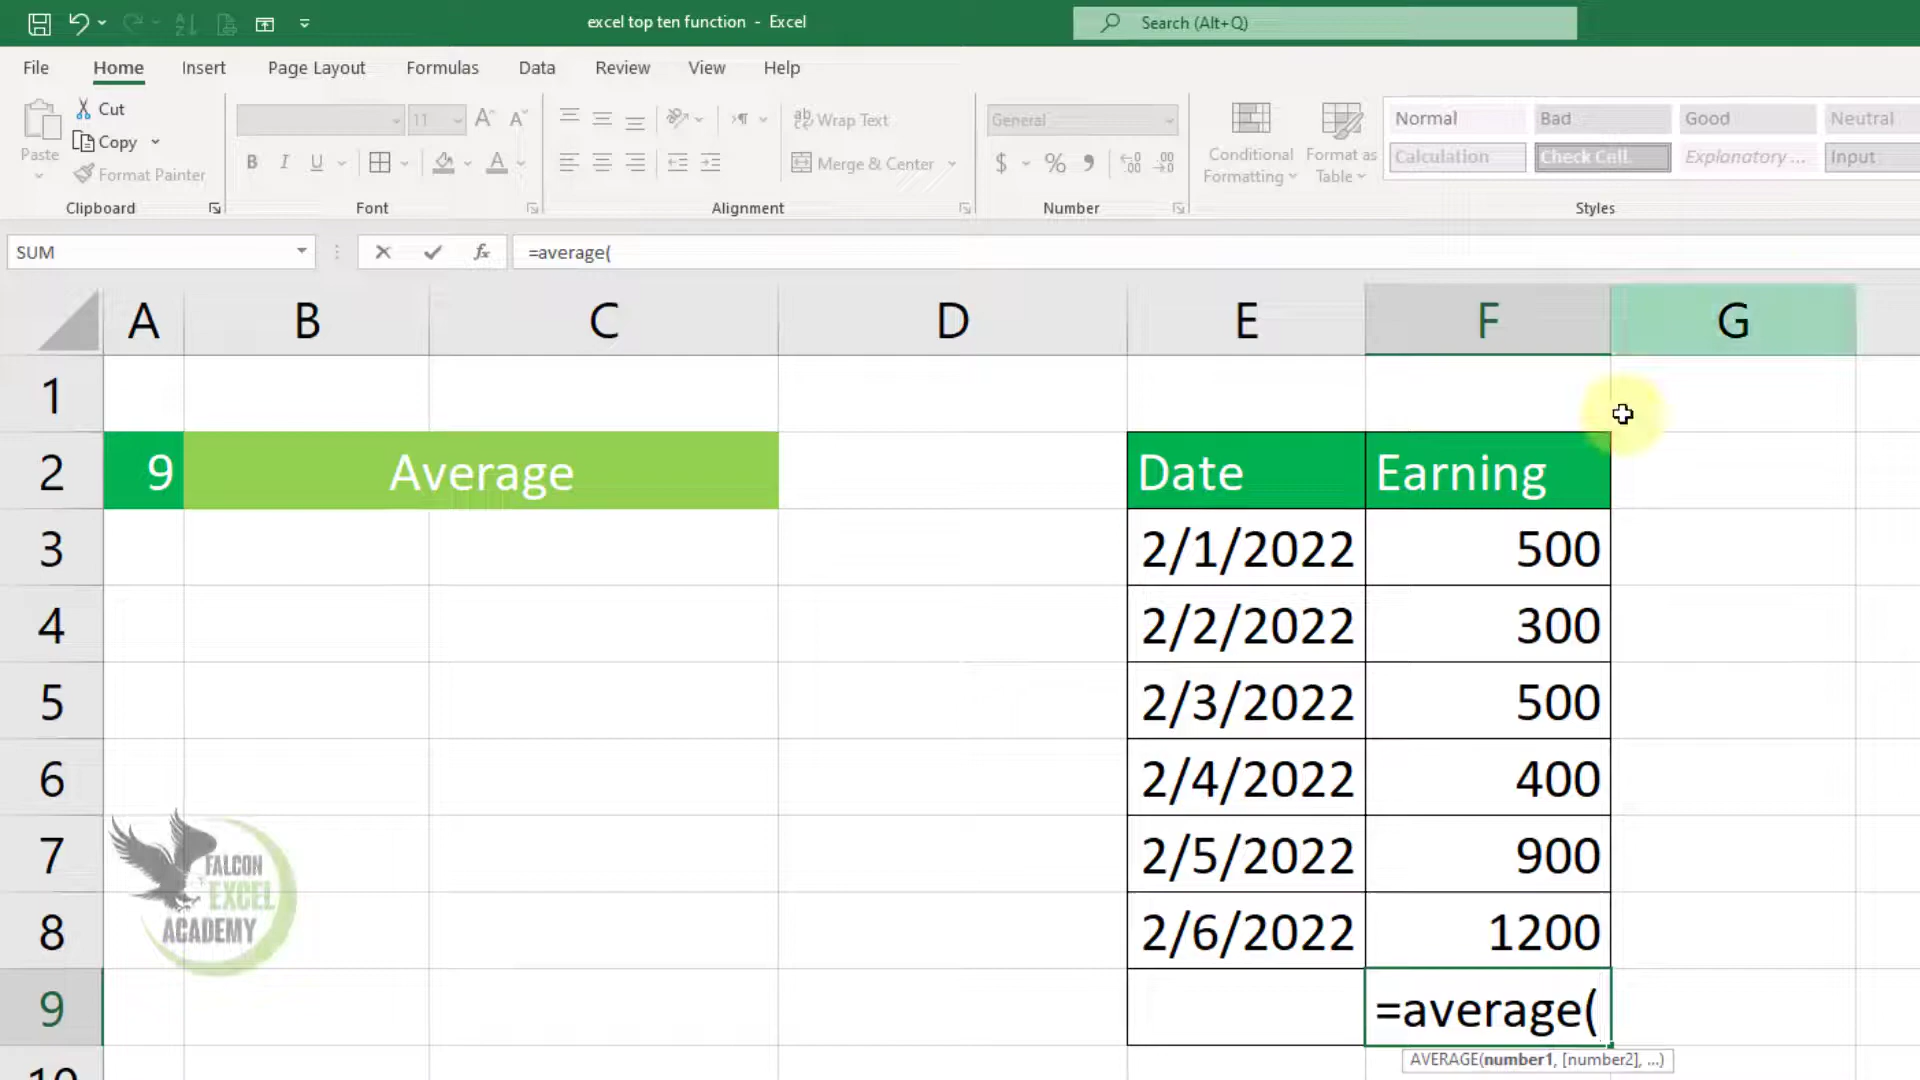 excel top ten function - Excel
Search (Alt+Q)
File Home Insert Page Layout Formulas Data Review View Help
Cut
Copy
Format Painter
Paste
Clipboard
11
B I U
Font
Wrap Text
Merge & Center
Alignment
General
$ % 9
Number
Conditional Formatting
Format as Table
Normal Bad Good Neutral
Calculation Check Cell Explanatory ... Input
Styles
SUM fx =average(
A B C D E F G
1
2 9 Average Date Earning
3 2/1/2022 500
4 2/2/2022 300
5 2/3/2022 500
6 2/4/2022 400
7 2/5/2022 900
8 2/6/2022 1200
9 =average(
AVERAGE(number1, [number2], ...)
10
FALCON
EXCEL
ACADEMY